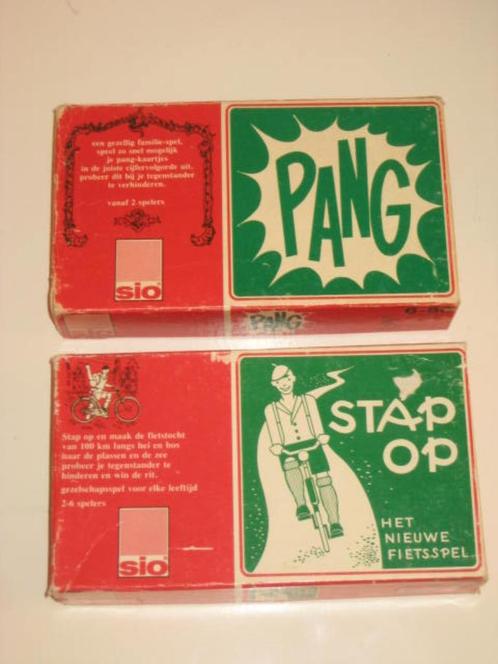 een gezellig familie-spel,
speel zo snel mogelijk
je pang-kaartjes
in de juiste cijfervolgorde uit.
probeer dit bij je tegenstander
te verhinderen.
vanaf 2 spelers
sio
PANG
PANG
Stap op en maak de fietstocht
van 100 km langs hei en bos
naar de plassen en de zee
probeer je tegenstander te
hinderen en win de rit.
gezelschapsspel voor elke leeftijd
2-6 spelers
sio
STAP
OP
HET
NIEUWE
FIETSSPEL